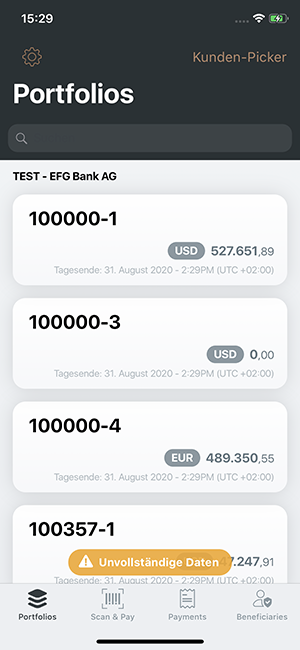 15:29
Kunden-Picker
Portfolios
TEST - EFG Bank AG
100000-1
USD 527.651,89
Tagesende: 31. August 2020 - 2:29PM (UTC +02:00)
100000-3
USD 0,00
Tagesende: 31. August 2020 - 2:29PM (UTC +02:00)
100000-4
EUR 489.350,55
Tagesende: 31. August 2020 - 2:29PM (UTC +02:00)
100357-1
Unvollständige Daten 7.247,91
Tagesende: 31. August 2020 - 2:29PM (UTC +02:00)
Portfolios Scan & Pay Payments Beneficiaries